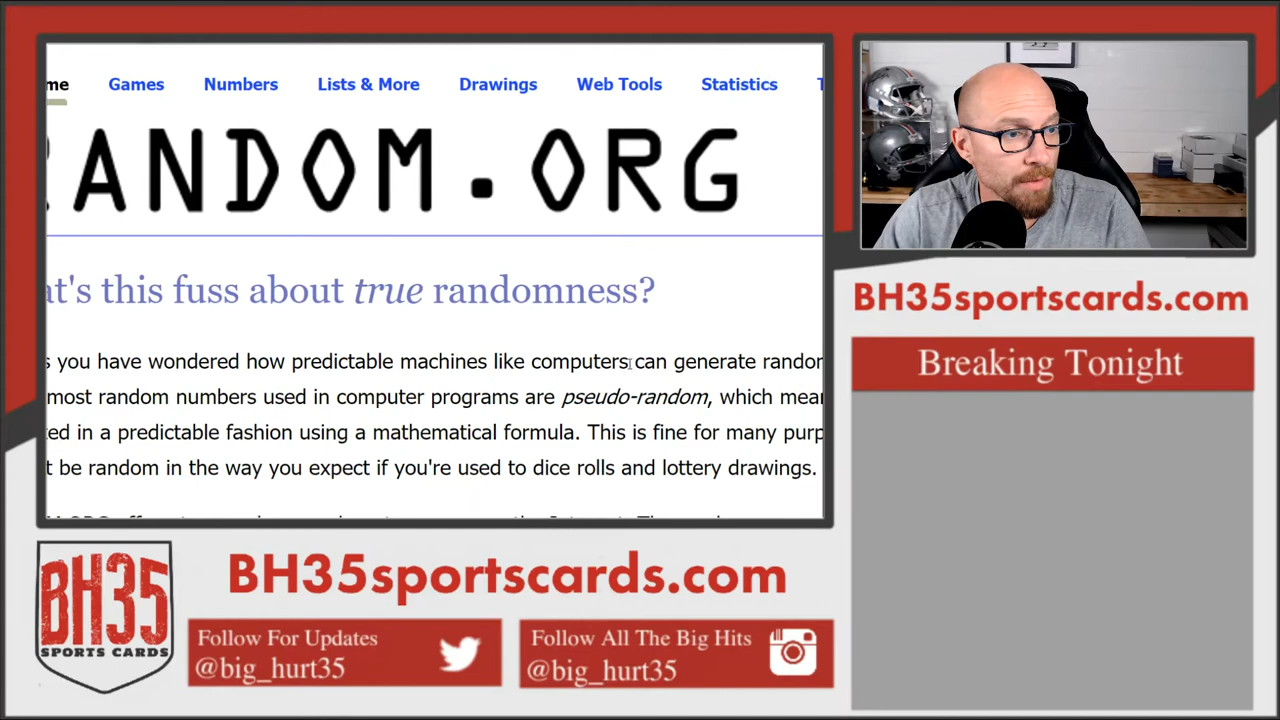 me Games Numbers Lists & More Drawings Web Tools Statistics
RANDOM.ORG
at's this fuss about true randomness?
s you have wondered how predictable machines like computers can generate random
most random numbers used in computer programs are pseudo-random, which mean
ed in a predictable fashion using a mathematical formula. This is fine for many purp
t be random in the way you expect if you're used to dice rolls and lottery drawings.
BH35sportscards.com
Breaking Tonight
BH35
SPORTS CARDS
BH35sportscards.com
Follow For Updates
@big_hurt35
Follow All The Big Hits
@big_hurt35